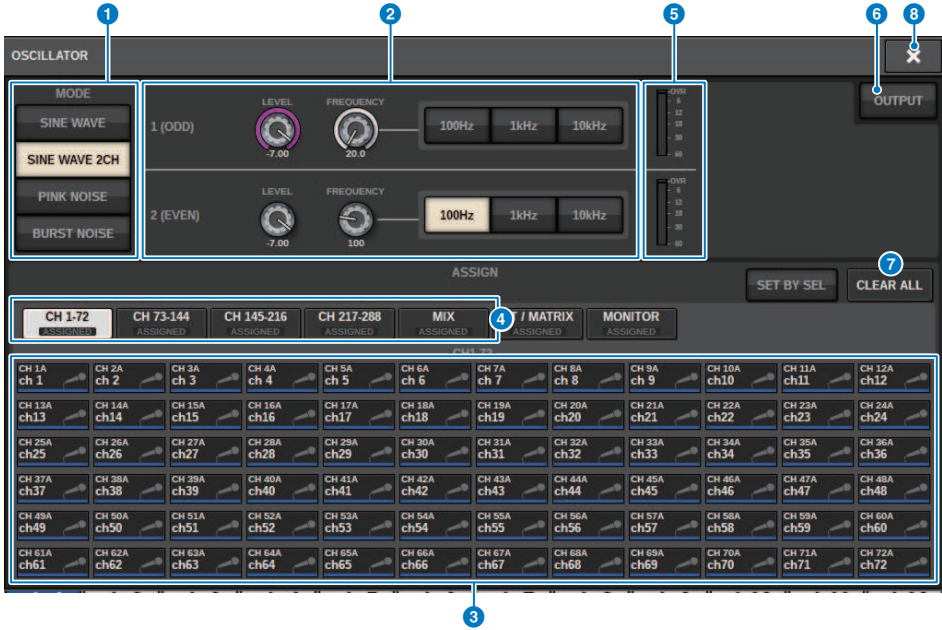 1 2 5 6 8
OSCILLATOR
MODE
SINE WAVE
SINE WAVE 2CH
PINK NOISE
BURST NOISE
1 (ODD)
LEVEL
-7.00
FREQUENCY
20.0
100Hz 1kHz 10kHz
OVR
6
12
18
30
60
OUTPUT
2 (EVEN)
LEVEL
-7.00
FREQUENCY
100
100Hz 1kHz 10kHz
OVR
6
12
18
30
60
7
ASSIGN
SET BY SEL
CLEAR ALL
CH 1-72 CH 73-144 CH 145-216 CH 217-288 MIX 4 / MATRIX MONITOR
ASSIGNED ASSIGNED ASSIGNED ASSIGNED ASSIGNED ASSIGNED ASSIGNED
CH1-72
CH 1A CH 2A CH 3A CH 4A CH 5A CH 6A CH 7A CH 8A CH 9A CH 10A CH 11A CH 12A
ch 1 ch 2 ch 3 ch 4 ch 5 ch 6 ch 7 ch 8 ch 9 ch10 ch11 ch12
CH 13A CH 14A CH 15A CH 16A CH 17A CH 18A CH 19A CH 20A CH 21A CH 22A CH 23A CH 24A
ch13 ch14 ch15 ch16 ch17 ch18 ch19 ch20 ch21 ch22 ch23 ch24
CH 25A CH 26A CH 27A CH 28A CH 29A CH 30A CH 31A CH 32A CH 33A CH 34A CH 35A CH 36A
ch25 ch26 ch27 ch28 ch29 ch30 ch31 ch32 ch33 ch34 ch35 ch36
CH 37A CH 38A CH 39A CH 40A CH 41A CH 42A CH 43A CH 44A CH 45A CH 46A CH 47A CH 48A
ch37 ch38 ch39 ch40 ch41 ch42 ch43 ch44 ch45 ch46 ch47 ch48
CH 49A CH 50A CH 51A CH 52A CH 53A CH 54A CH 55A CH 56A CH 57A CH 58A CH 59A CH 60A
ch49 ch50 ch51 ch52 ch53 ch54 ch55 ch56 ch57 ch58 ch59 ch60
CH 61A CH 62A CH 63A CH 64A CH 65A CH 66A CH 67A CH 68A CH 69A CH 70A CH 71A CH 72A
ch61 ch62 ch63 ch64 ch65 ch66 ch67 ch68 ch69 ch70 ch71 ch72
3